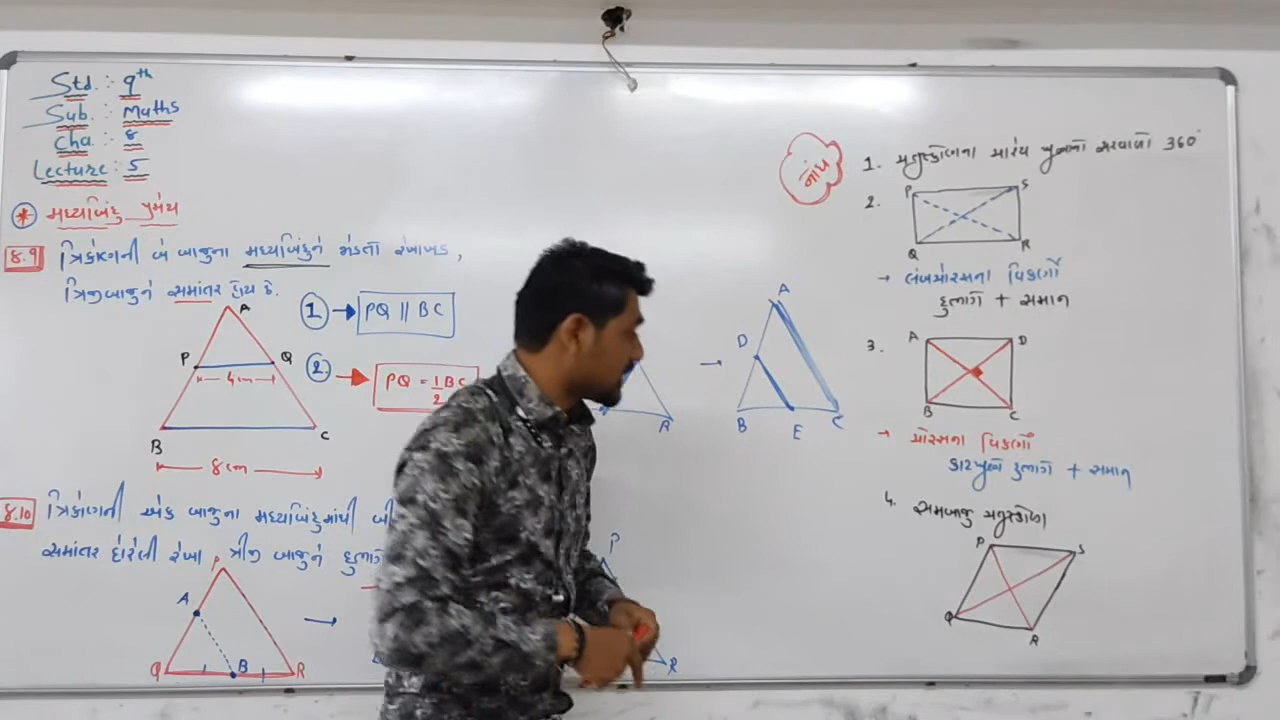 Std. :- 9th
Sub. :- Maths
Cha. :- 8
Lecture :- 5
* મધ્યબિંદુ પ્રમેય
8.9 ત્રિકોણની બે બાજુના મધ્યબિંદુને જોડતો રેખાખંડ,
ત્રિજી બાજુને સમાંતર હોય છે.
A
P
Q
4 cm
B
C
8 cm
1 → PQ || BC
2. → PQ = 1/2 BC
8.10 ત્રિકોણની એક બાજુના મધ્યબિંદુમાંથી બી
સમાંતર દોરેલી રેખા ત્રીજી બાજુને દુભાગે
P
A
Q
B
R
→
R
→
A
D
B
E
C
P
R
નોંધ
1. ચતુષ્કોણના ચારેય ખૂણાનો સરવાળો 360°
2.
P
S
Q
R
→ લંબચોરસના વિકર્ણો
દુભાગે + સમાન
3.
A
D
B
C
→ ચોરસના વિકર્ણો
કાટખૂણે દુભાગે + સમાન
4. સમબાજુ ચતુષ્કોણ
P
S
Q
R